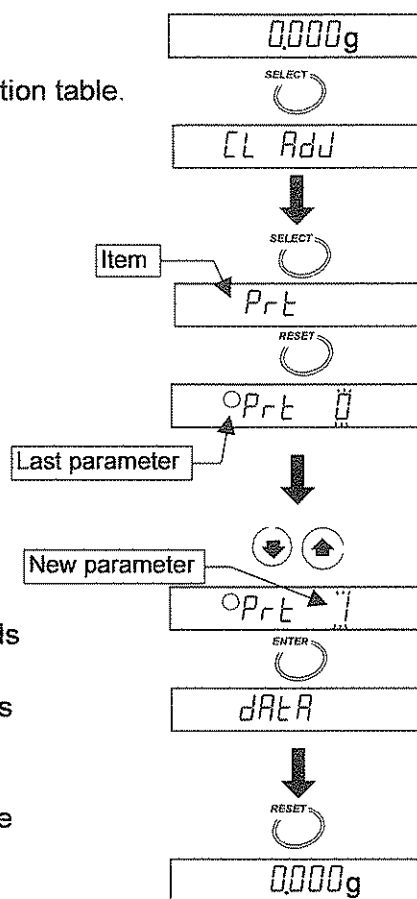 0.000g
SELECT
tion table.
CL AdJ
SELECT
Item
Prt
RESET
Prt 0
Last parameter
New parameter
Prt 1
ls
ENTER
s
dAtA
e
RESET
0.000g